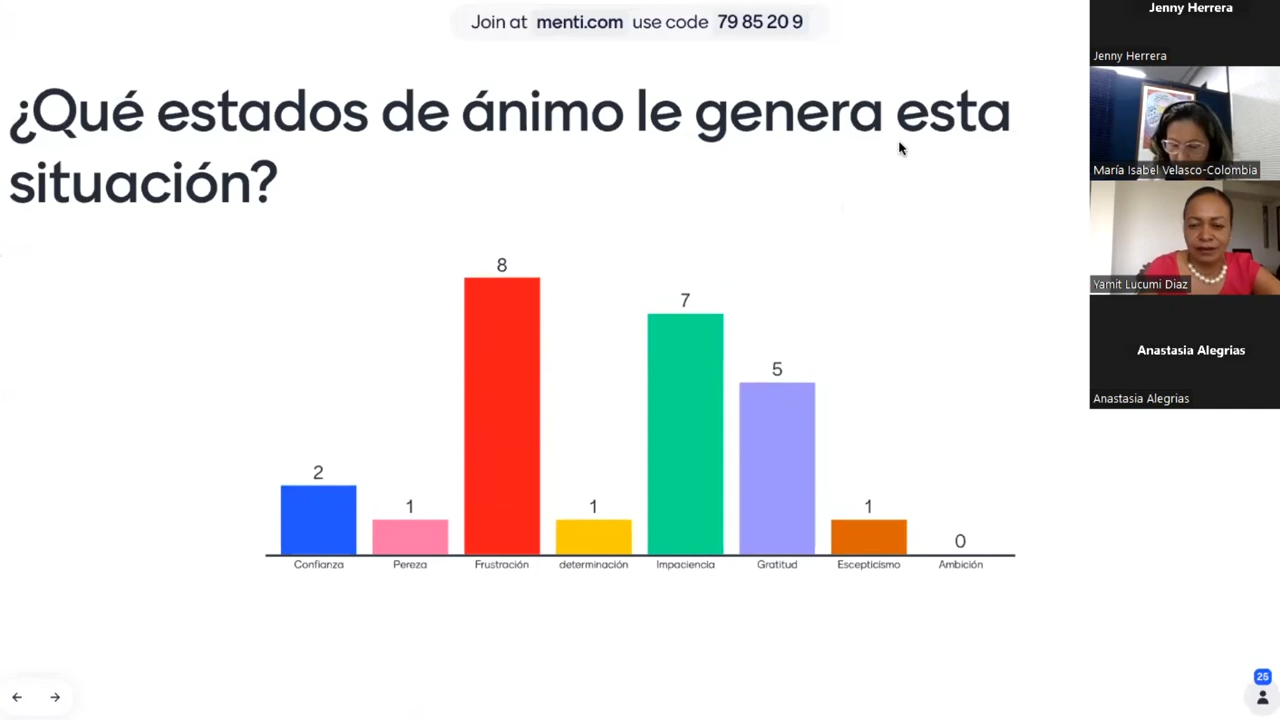 Join at menti.com use code 79 85 20 9
¿Qué estados de ánimo le genera esta
situación?
2
1
8
1
7
5
1
0
Confianza
Pereza
Frustración
determinación
Impaciencia
Gratitud
Escepticismo
Ambición
25
Jenny Herrera
Jenny Herrera
María Isabel Velasco-Colombia
Yamit Lucumi Diaz
Anastasia Alegrias
Anastasia Alegrias